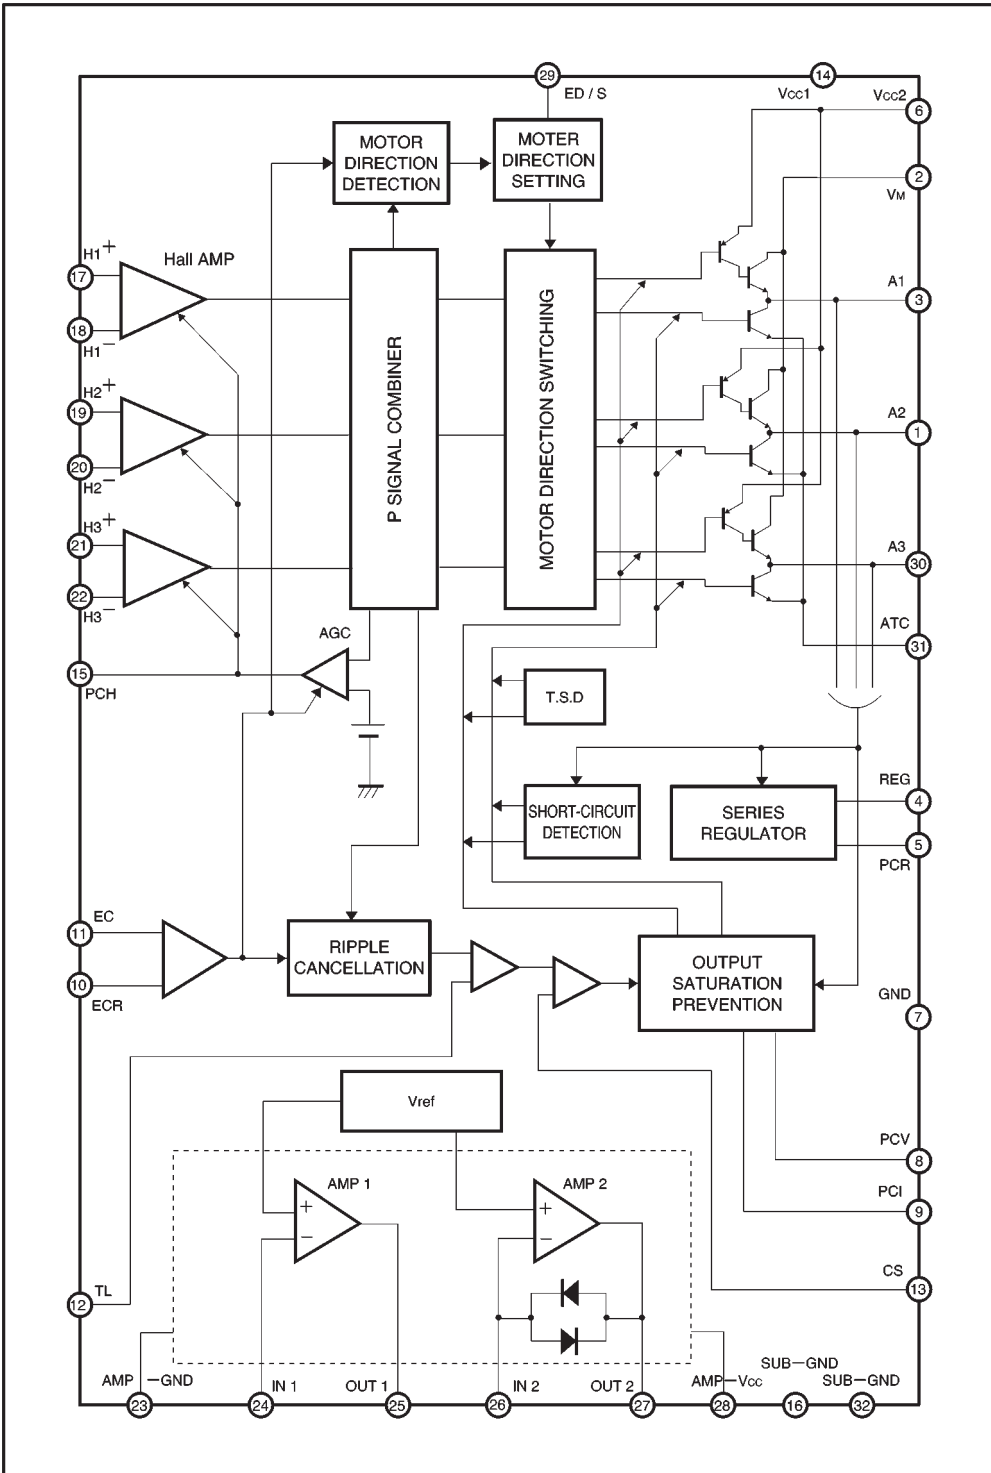 29
14
ED / S
VCC1
VCC2
6
MOTOR
DIRECTION
DETECTION
MOTER
DIRECTION
SETTING
2
VM
H1+
Hall AMP
17
A1
3
18
H1−
P SIGNAL COMBINER
MOTOR DIRECTION SWITCHING
H2+
19
A2
1
20
H2−
H3+
21
A3
30
22
H3−
AGC
ATC
31
15
PCH
T.S.D
REG
4
SHORT-CIRCUIT
DETECTION
SERIES
REGULATOR
5
PCR
EC
11
RIPPLE
CANCELLATION
OUTPUT
SATURATION
PREVENTION
10
ECR
GND
7
Vref
PCV
8
AMP 1
AMP 2
PCI
9
+
−
+
−
CS
13
TL
12
SUB−GND
AMP −GND
IN 1
OUT 1
IN 2
OUT 2
AMP−VCC
SUB−GND
23
24
25
26
27
28
16
32